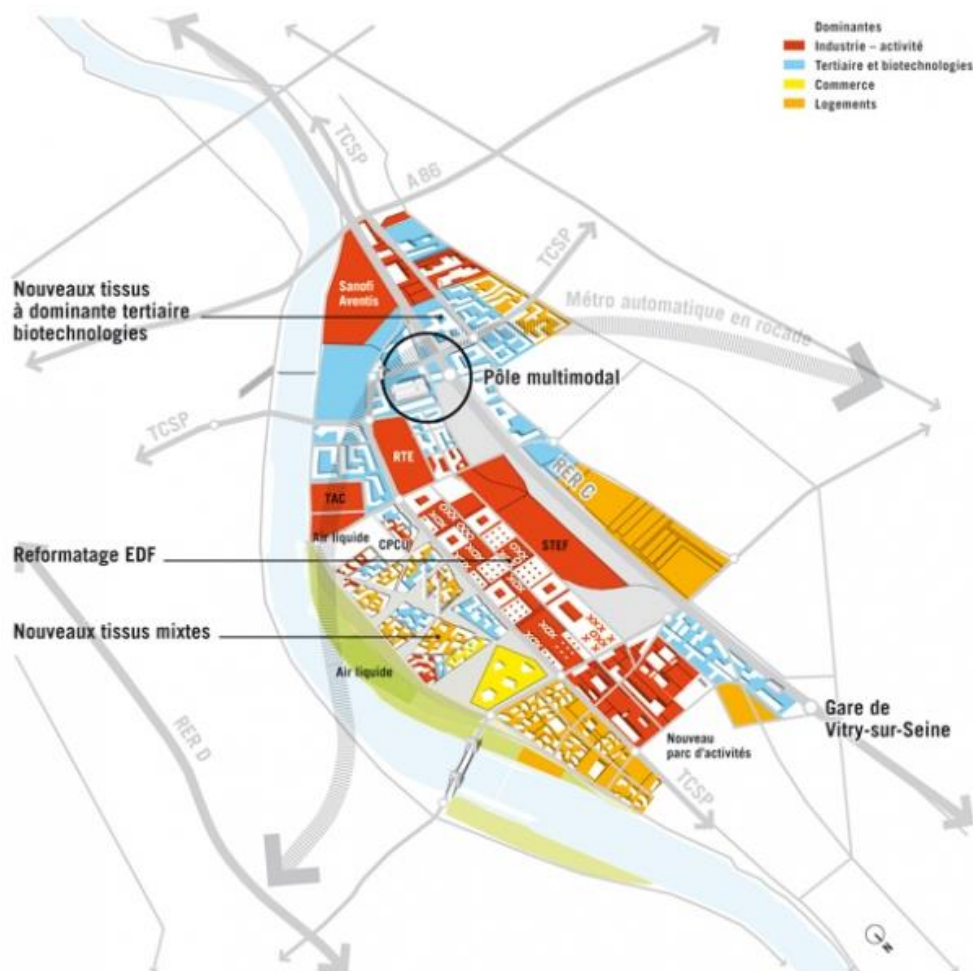 Dominantes
Industrie – activité
Tertiaire et biotechnologies
Commerce
Logements
TCSP
A 86
TCSP
Sanofi
Aventis
Nouveaux tissus
à dominante tertiaire
biotechnologies
Métro automatique en rocade
Pôle multimodal
TCSP
RTE
RER C
TAC
Air liquide
CPCU
STEF
Reformatage EDF
Nouveaux tissus mixtes
Air liquide
Gare de
Vitry-sur-Seine
Nouveau
parc d'activités
RER D
TCSP
N